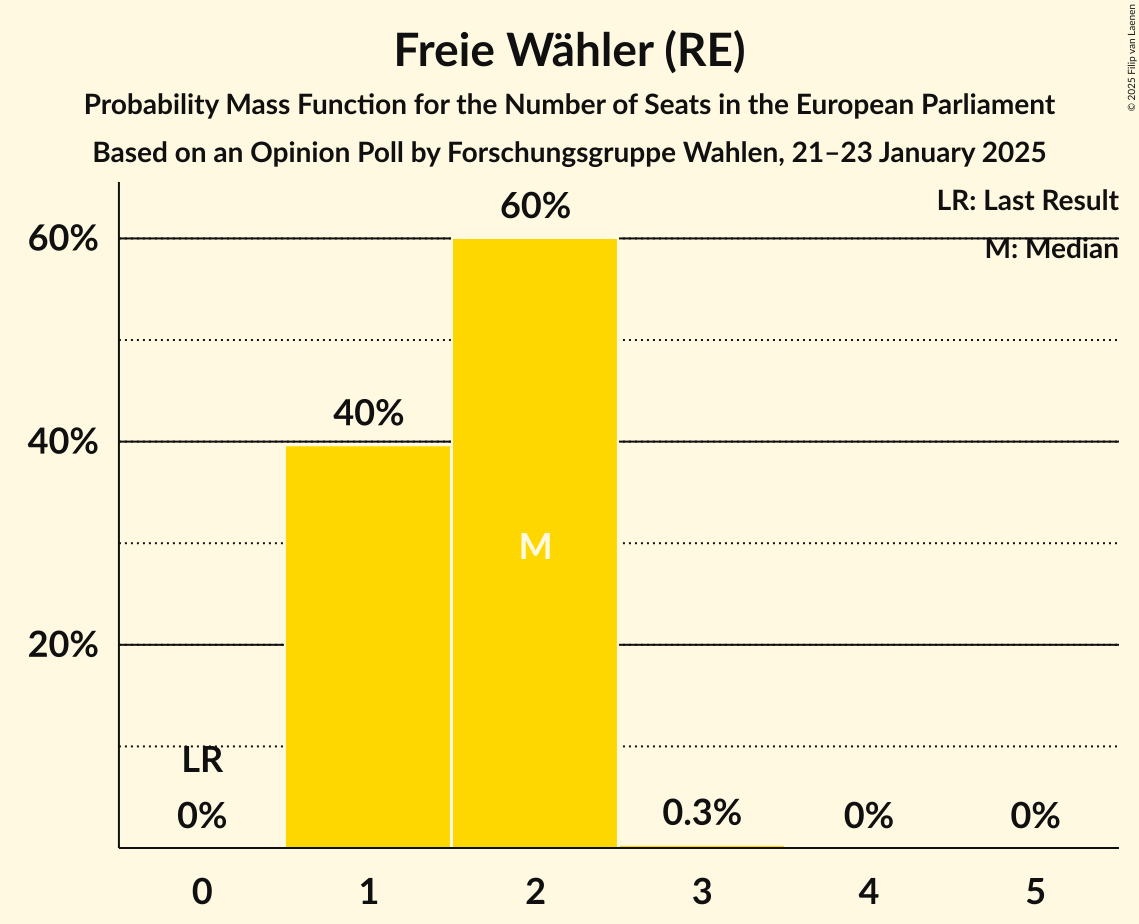 Freie Wähler (RE)
Probability Mass Function for the Number of Seats in the European Parliament
Based on an Opinion Poll by Forschungsgruppe Wahlen, 21–23 January 2025
© 2025 Filip van Laenen
LR: Last Result
M: Median
60%
40%
20%
60%
40%
M
LR
0%
0.3%
0%
0%
0
1
2
3
4
5